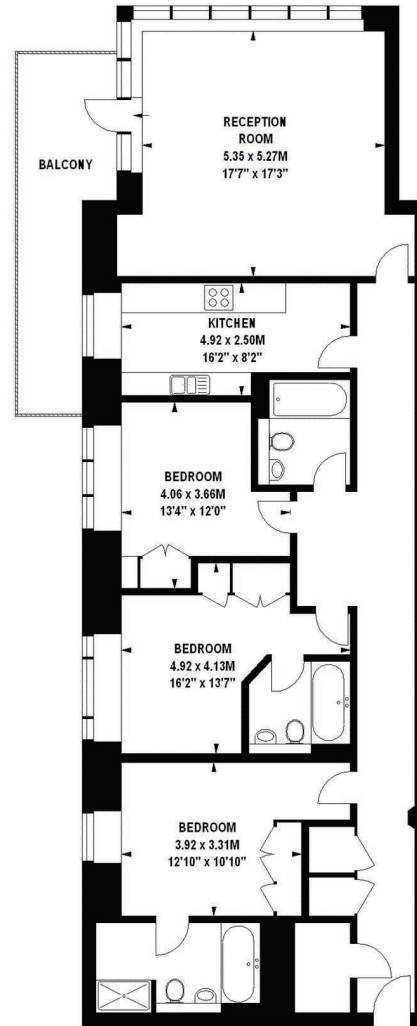 RECEPTION
ROOM
5.35 x 5.27M
17'7" x 17'3"
BALCONY
KITCHEN
4.92 x 2.50M
16'2" x 8'2"
BEDROOM
4.06 x 3.66M
13'4" x 12'0"
BEDROOM
4.92 x 4.13M
16'2" x 13'7"
BEDROOM
3.92 x 3.31M
12'10" x 10'10"